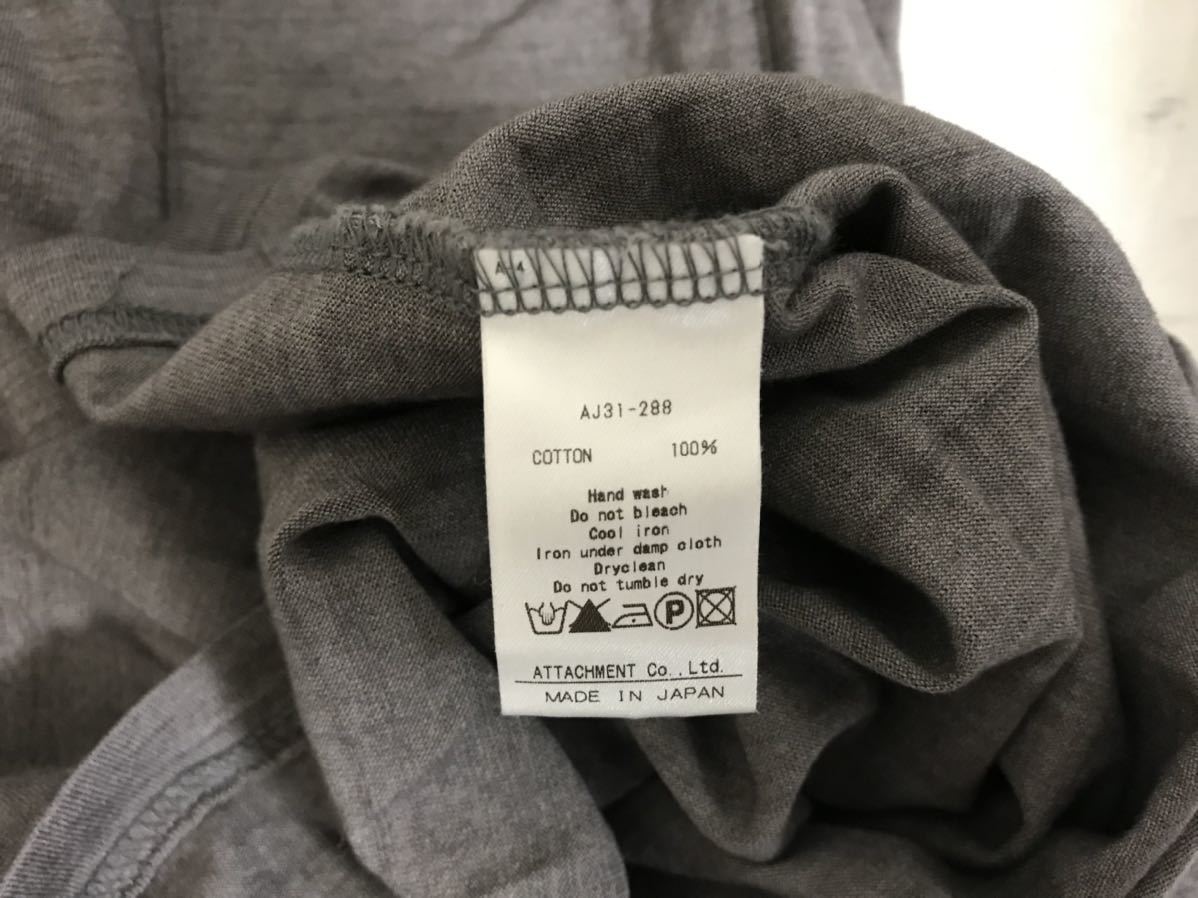 A-4
AJ31-288
COTTON 100%
Hand wash
Do not bleach
Cool iron
Iron under damp cloth
Dryclean
Do not tumble dry
P
ATTACHMENT Co.,Ltd.
MADE IN JAPAN